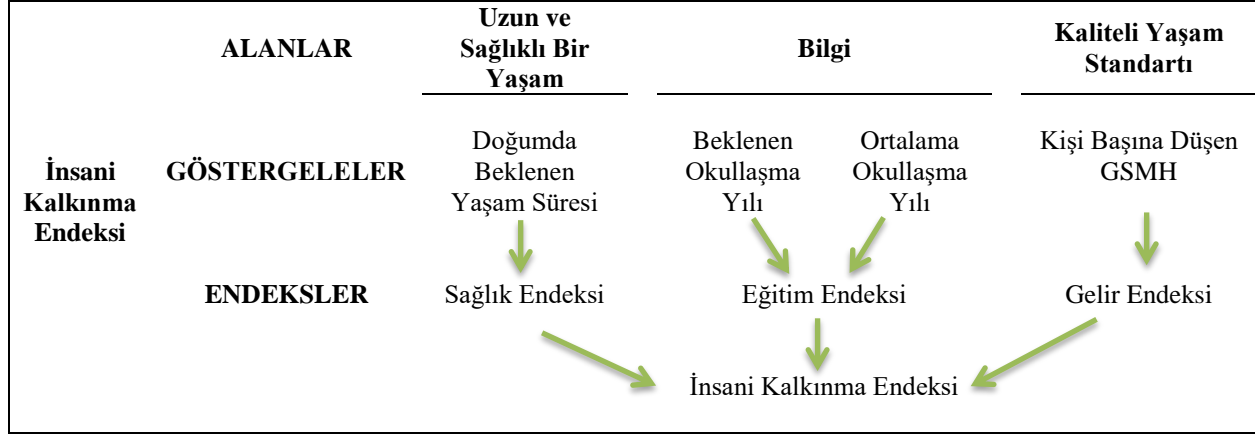 ALANLAR
Uzun ve
Sağlıklı Bir
Yaşam
Bilgi
Kaliteli Yaşam
Standartı
İnsani
Kalkınma
Endeksi
GÖSTERGELELER
Doğumda
Beklenen
Yaşam Süresi
Beklenen
Okullaşma
Yılı
Ortalama
Okullaşma
Yılı
Kişi Başına Düşen
GSMH
ENDEKSLER
Sağlık Endeksi
Eğitim Endeksi
Gelir Endeksi
İnsani Kalkınma Endeksi